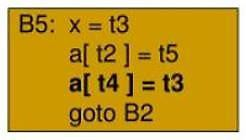 B5: x = t3
a[ t2 ] = t5
a[ t4 ] = t3
goto B2